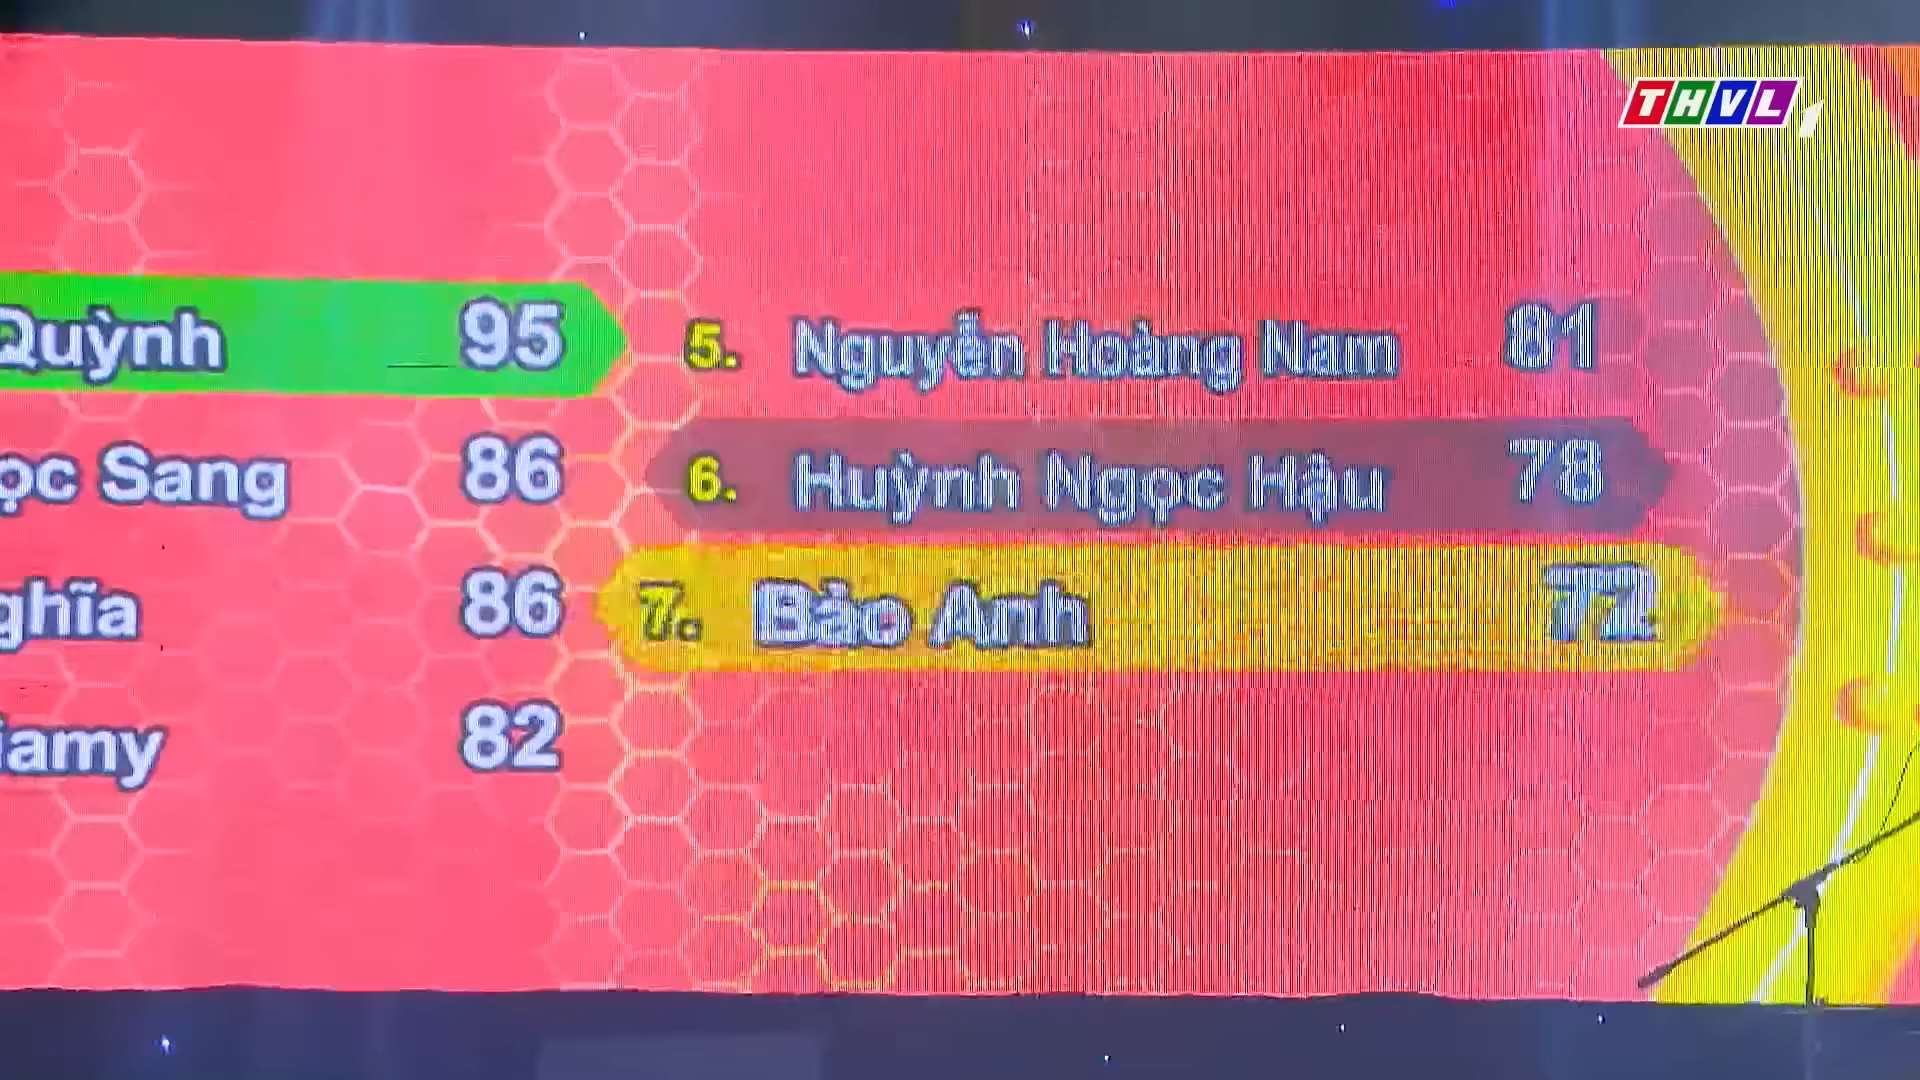 THVL1
Quỳnh 95
ọc Sang 86
ghĩa 86
iamy 82
5. Nguyễn Hoàng Nam 81
6. Huỳnh Ngọc Hậu 78
7. Bảo Anh 72